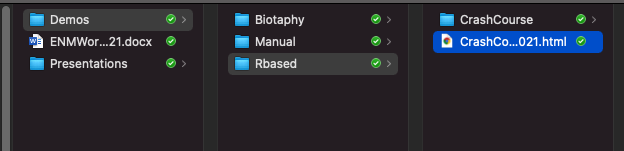 Demos
ENMWor...21.docx
Presentations
Biotaphy
Manual
Rbased
CrashCourse
CrashCo...021.html